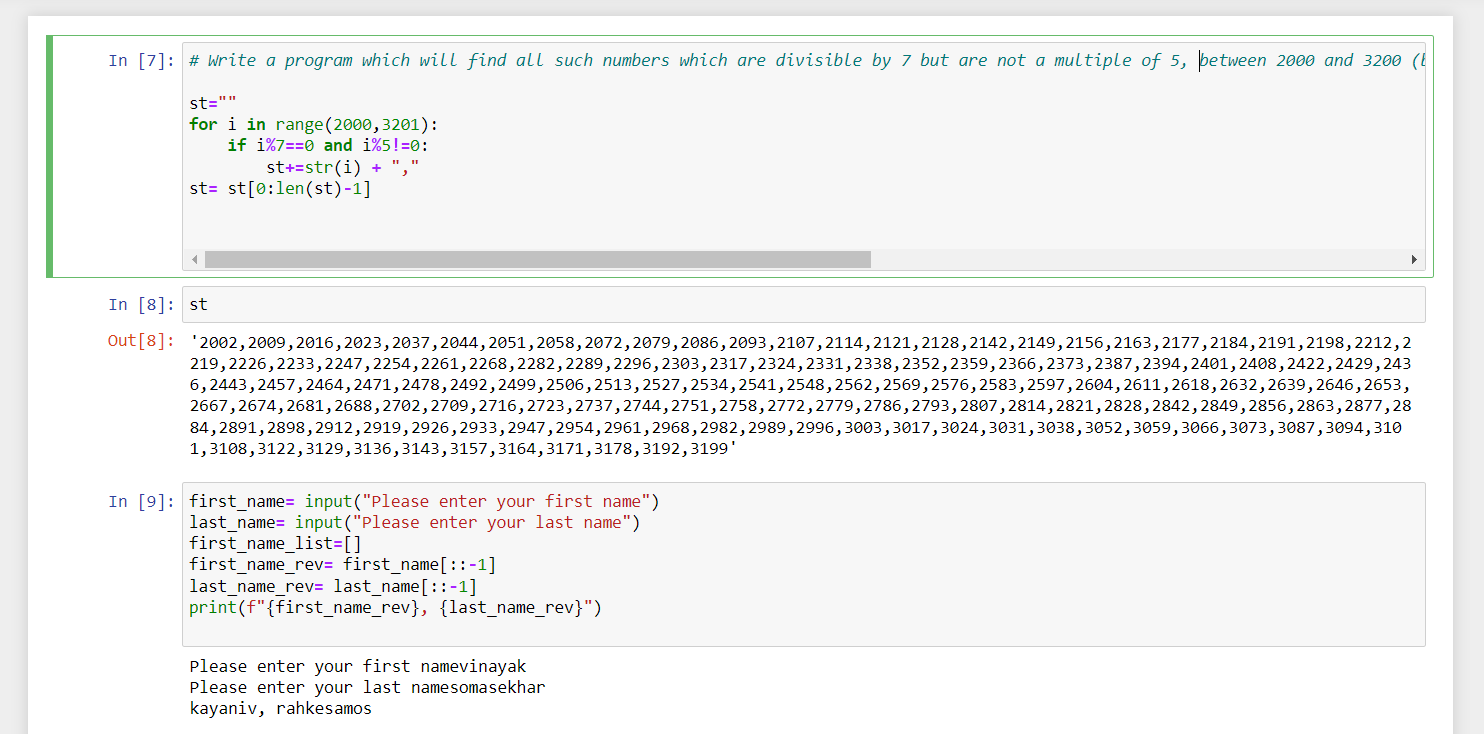 In [7]: # Write a program which will find all such numbers which are divisible by 7 but are not a multiple of 5, between 2000 and 3200 (
st=""
for i in range(2000,3201):
    if i%7==0 and i%5!=0:
        st+=str(i) + ","
st= st[0:len(st)-1]
In [8]: st
Out[8]: '2002,2009,2016,2023,2037,2044,2051,2058,2072,2079,2086,2093,2107,2114,2121,2128,2142,2149,2156,2163,2177,2184,2191,2198,2212,2
219,2226,2233,2247,2254,2261,2268,2282,2289,2296,2303,2317,2324,2331,2338,2352,2359,2366,2373,2387,2394,2401,2408,2422,2429,243
6,2443,2457,2464,2471,2478,2492,2499,2506,2513,2527,2534,2541,2548,2562,2569,2576,2583,2597,2604,2611,2618,2632,2639,2646,2653,
2667,2674,2681,2688,2702,2709,2716,2723,2737,2744,2751,2758,2772,2779,2786,2793,2807,2814,2821,2828,2842,2849,2856,2863,2877,28
84,2891,2898,2912,2919,2926,2933,2947,2954,2961,2968,2982,2989,2996,3003,3017,3024,3031,3038,3052,3059,3066,3073,3087,3094,310
1,3108,3122,3129,3136,3143,3157,3164,3171,3178,3192,3199'
In [9]: first_name= input("Please enter your first name")
last_name= input("Please enter your last name")
first_name_list=[]
first_name_rev= first_name[::-1]
last_name_rev= last_name[::-1]
print(f"{first_name_rev}, {last_name_rev}")
Please enter your first namevinayak
Please enter your last namesomasekhar
kayaniv, rahkesamos